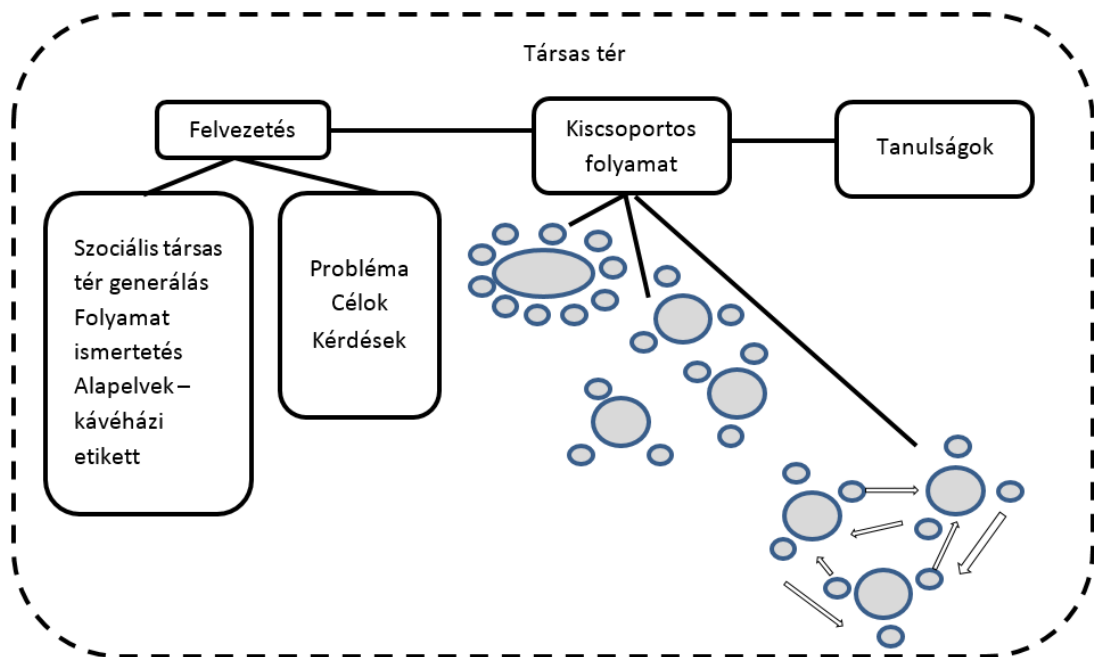 Társas tér
Felvezetés
Kiscsoportos
folyamat
Tanulságok
Szociális társas
tér generálás
Folyamat
ismertetés
Alapelvek –
kávéházi
etikett
Probléma
Célok
Kérdések